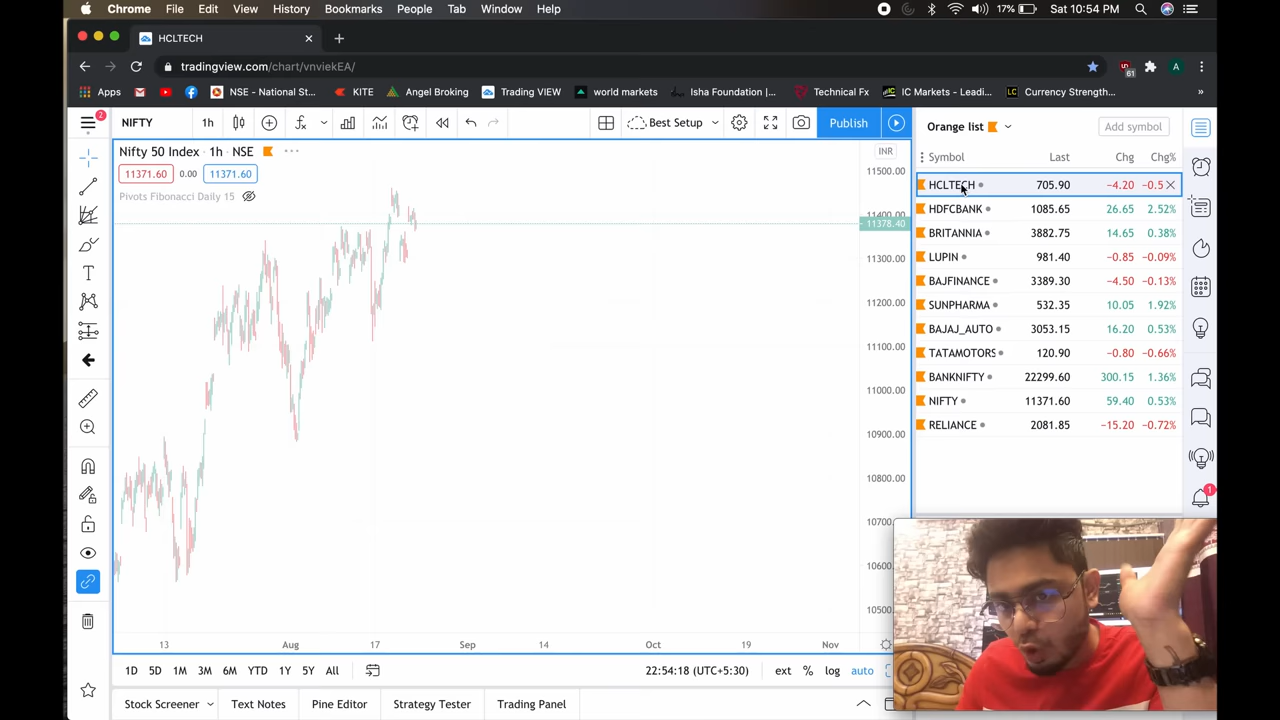 Chrome File Edit View History Bookmarks People Tab Window Help 17% Sat 10:54 PM
HCLTECH
tradingview.com/chart/vnviekEA/ 61 A
Apps NSE - National St... KITE Angel Broking Trading VIEW world markets Isha Foundation |... Technical Fx IC Markets - Leadi... Currency Strength... »
2 NIFTY 1h Best Setup Publish Orange list Add symbol
Nifty 50 Index · 1h · NSE INR
Symbol Last Chg Chg%
11371.60 0.00 11371.60
Pivots Fibonacci Daily 15
HCLTECH 705.90 −4.20 −0.5
HDFCBANK 1085.65 26.65 2.52%
BRITANNIA 3882.75 14.65 0.38%
LUPIN 981.40 −0.85 −0.09%
BAJFINANCE 3389.30 −4.50 −0.13%
SUNPHARMA 532.35 10.05 1.92%
BAJAJ_AUTO 3053.15 16.20 0.53%
TATAMOTORS 120.90 −0.80 −0.66%
BANKNIFTY 22299.60 300.15 1.36%
NIFTY 11371.60 59.40 0.53%
RELIANCE 2081.85 −15.20 −0.72%
11500.00
11400.00
11378.40
11300.00
11200.00
11100.00
11000.00
10900.00
10800.00
10700
10600
10500
1
13 Aug 17 Sep 14 Oct 19 Nov
1D 5D 1M 3M 6M YTD 1Y 5Y All 22:54:18 (UTC+5:30) ext % log auto
Stock Screener Text Notes Pine Editor Strategy Tester Trading Panel